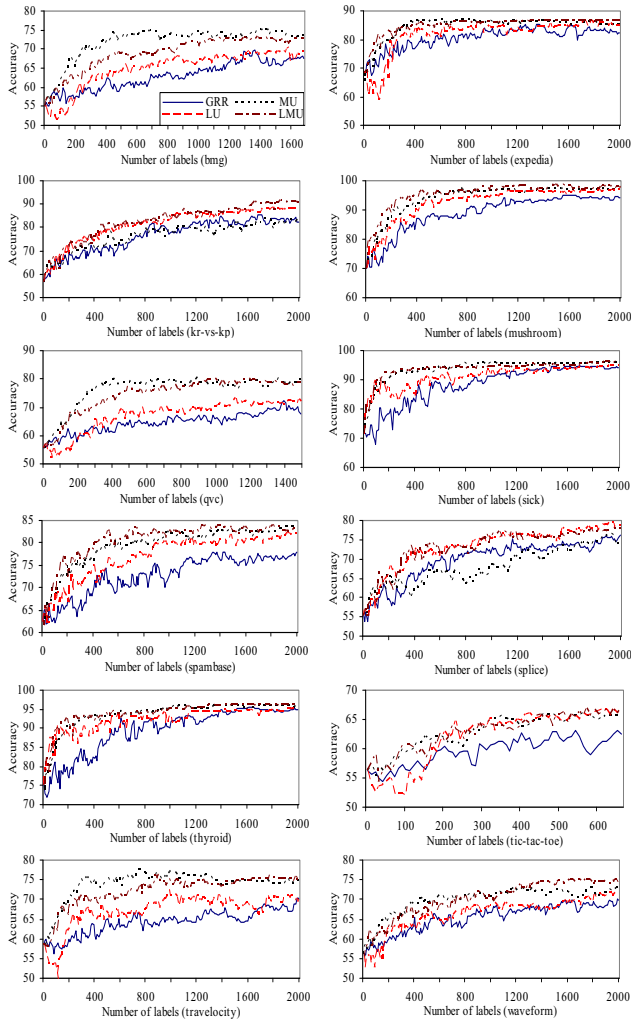 80
75
70
65
60
55
50
Accuracy
GRR
MU
LU
LMU
0 200 400 600 800 1000 1200 1400 1600
Number of labels (bmg)
90
80
70
60
50
Accuracy
0 400 800 1200 1600 2000
Number of labels (expedia)
100
90
80
70
60
50
Accuracy
0 400 800 1200 1600 2000
Number of labels (kr-vs-kp)
100
90
80
70
60
Accuracy
0 400 800 1200 1600 2000
Number of labels (mushroom)
90
80
70
60
50
Accuracy
0 200 400 600 800 1000 1200 1400
Number of labels (qvc)
100
90
80
70
60
Accuracy
0 400 800 1200 1600 2000
Number of labels (sick)
85
80
75
70
65
60
Accuracy
0 400 800 1200 1600 2000
Number of labels (spambase)
80
75
70
65
60
55
50
Accuracy
0 400 800 1200 1600 2000
Number of labels (splice)
100
95
90
85
80
75
70
Accuracy
0 400 800 1200 1600 2000
Number of labels (thyroid)
70
65
60
55
50
Accuracy
0 100 200 300 400 500 600
Number of labels (tic-tac-toe)
80
75
70
65
60
55
50
Accuracy
0 400 800 1200 1600 2000
Number of labels (travelocity)
80
75
70
65
60
55
50
Accuracy
0 400 800 1200 1600 2000
Number of labels (waveform)